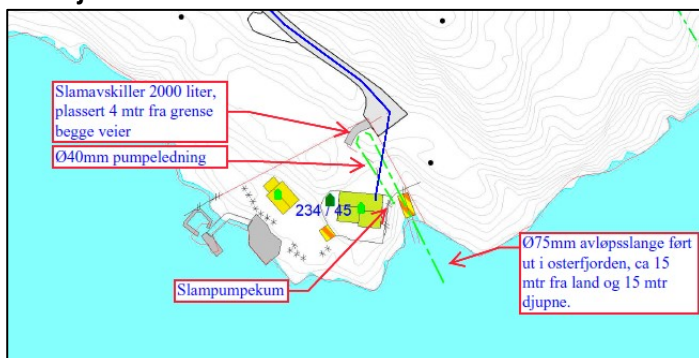 Slamavskiller 2000 liter,
plassert 4 mtr fra grense
begge veier
Ø40mm pumpeledning
234 / 45
Slampumpekum
Ø75mm avløpsslange ført
ut i osterfjorden, ca 15
mtr fra land og 15 mtr
djupne.